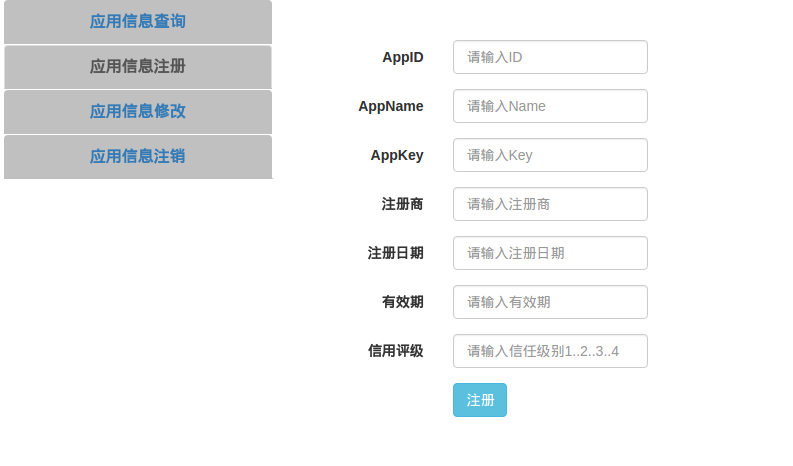 应用信息查询
应用信息注册
应用信息修改
应用信息注销
AppID 请输入ID
AppName 请输入Name
AppKey 请输入Key
注册商 请输入注册商
注册日期 请输入注册日期
有效期 请输入有效期
信用评级 请输入信任级别1..2..3..4
注册